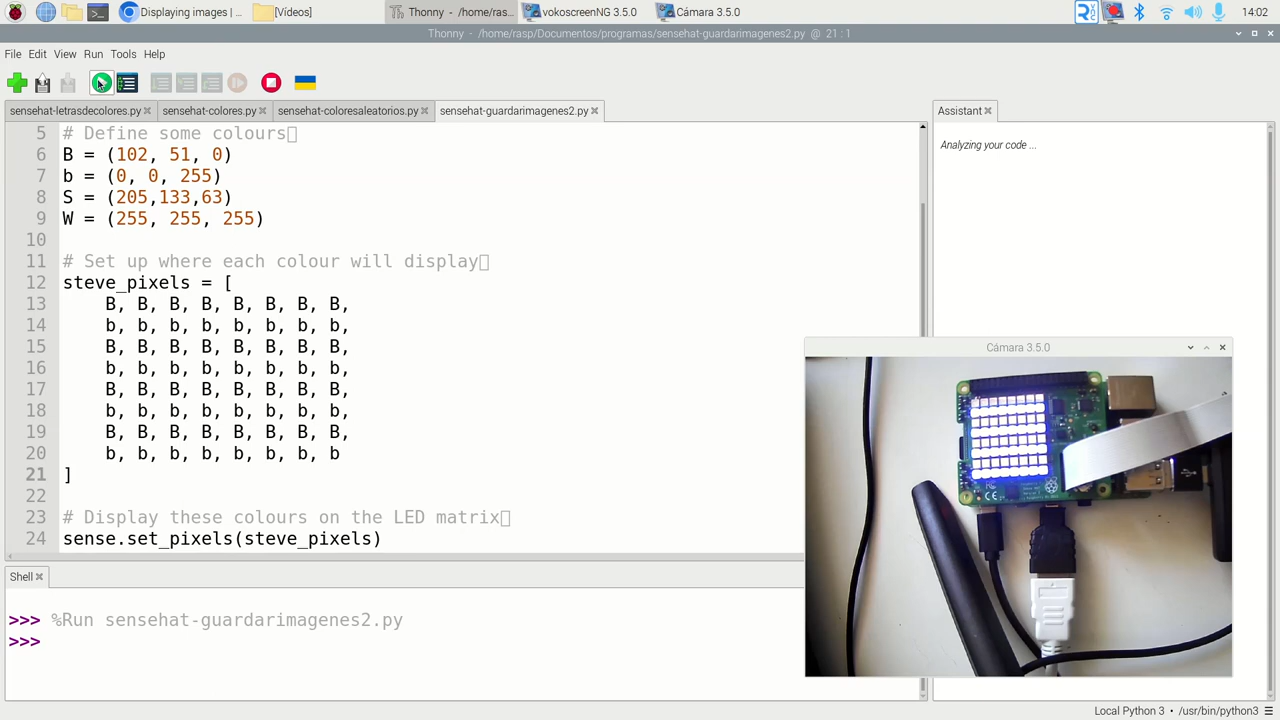 Displaying images | ...
[Vídeos]
Thonny - /home/ras...
vokoscreenNG 3.5.0
Cámara 3.5.0
14:02
Thonny - /home/rasp/Documentos/programas/sensehat-guardarimagenes2.py @ 21 : 1
File Edit View Run Tools Help
sensehat-letrasdecolores.py
sensehat-colores.py
sensehat-coloresaleatorios.py
sensehat-guardarimagenes2.py
Assistant
Analyzing your code ...
5 # Define some colours
6 B = (102, 51, 0)
7 b = (0, 0, 255)
8 S = (205,133,63)
9 W = (255, 255, 255)
10
11 # Set up where each colour will display
12 steve_pixels = [
13 B, B, B, B, B, B, B, B,
14 b, b, b, b, b, b, b, b,
15 B, B, B, B, B, B, B, B,
16 b, b, b, b, b, b, b, b,
17 B, B, B, B, B, B, B, B,
18 b, b, b, b, b, b, b, b,
19 B, B, B, B, B, B, B, B,
20 b, b, b, b, b, b, b, b
21 ]
22
23 # Display these colours on the LED matrix
24 sense.set_pixels(steve_pixels)
Cámara 3.5.0
CE
Shell
>>> %Run sensehat-guardarimagenes2.py
>>>
Local Python 3 • /usr/bin/python3 ☰